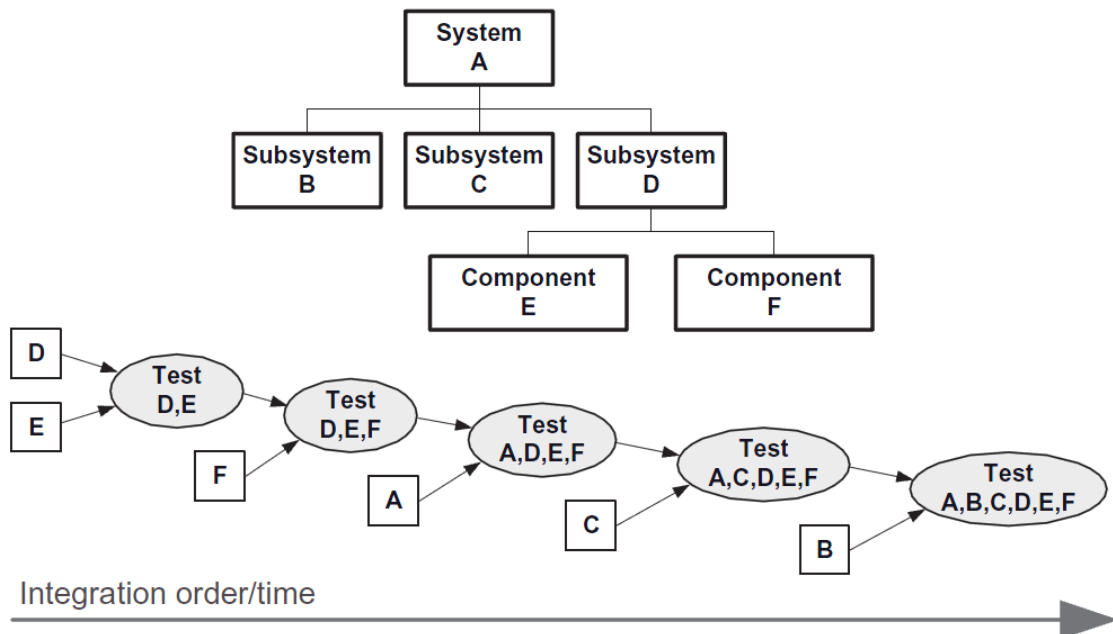 System
A
Subsystem
B
Subsystem
C
Subsystem
D
Component
E
Component
F
D
E
Test
D,E
F
Test
D,E,F
A
Test
A,D,E,F
C
Test
A,C,D,E,F
B
Test
A,B,C,D,E,F
Integration order/time